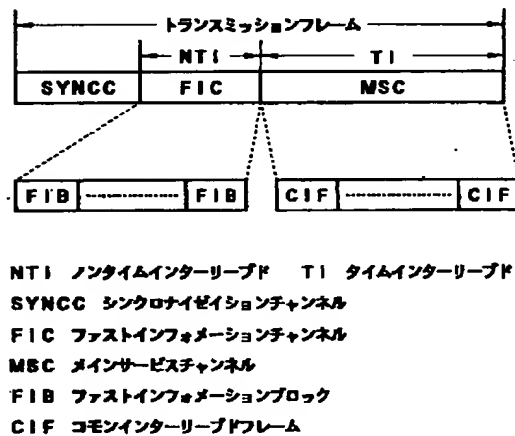 トランスミッションフレーム
NTI TI
SYNCC FIC MSC
FIB FIB CIF CIF
NTI ノンタイムインターリーブド TI タイムインターリーブド
SYNCC シンクロナイゼイションチャンネル
FIC ファストインフォメーションチャンネル
MSC メインサービスチャンネル
FIB ファストインフォメーションブロック
CIF コモンインターリーブドフレーム